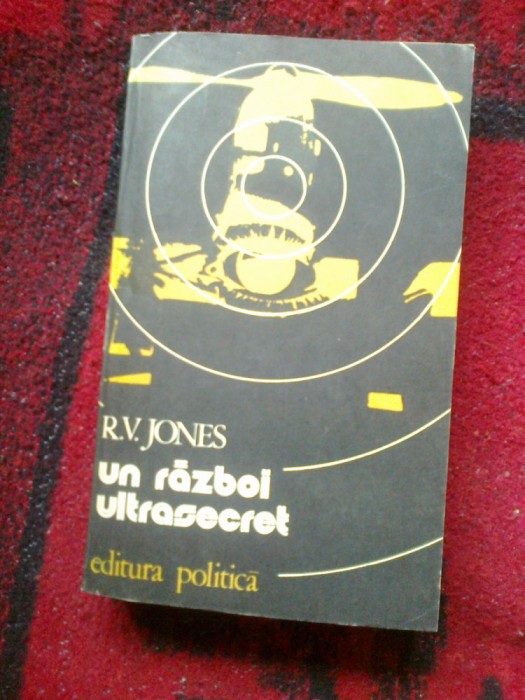 R.V. JONES
un război
ultrasecret
editura politică